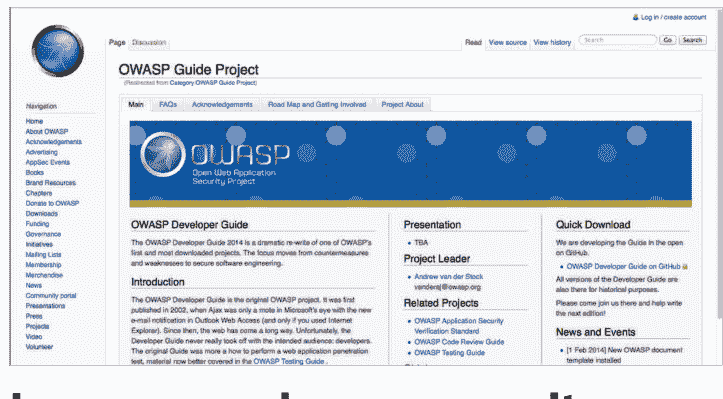 Log in / create account
Page Discussion
Read View source View history Search Go Search
OWASP Guide Project
(Redirected from Category:OWASP Guide Project)
Main FAQs Acknowledgements Road Map and Getting Involved Project About
Navigation
Home
About OWASP
Acknowledgements
Advertising
AppSec Events
Books
Brand Resources
Chapters
Donate to OWASP
Downloads
Funding
Governance
Initiatives
Mailing Lists
Membership
Merchandise
News
Community portal
Presentations
Press
Projects
Video
Volunteer
OWASP
Open Web Application
Security Project
OWASP Developer Guide
The OWASP Developer Guide 2014 is a dramatic re-write of one of OWASP's
first and most downloaded projects. The focus moves from countermeasures
and weaknesses to secure software engineering.
Introduction
The OWASP Developer Guide is the original OWASP project. It was first
published in 2002, when Ajax was only a mote in Microsoft's eye with the new
e-mail notification in Outlook Web Access (and only if you used Internet
Explorer). Since then, the web has come a long way. Unfortunately, the
Developer Guide never really took off with the intended audience: developers.
The original Guide was more a how to perform a web application penetration
test, material now better covered in the OWASP Testing Guide .
Presentation
• TBA
Project Leader
• Andrew van der Stock
vanderaj@owasp.org
Related Projects
• OWASP Application Security
Verification Standard
• OWASP Code Review Guide
• OWASP Testing Guide
Quick Download
We are developing the Guide in the open
on GitHub.
• OWASP Developer Guide on GitHub
All versions of the Developer Guide are
also there for historical purposes.
Please come join us there and help write
the next edition!
News and Events
• [1 Feb 2014] New OWASP document
template installed